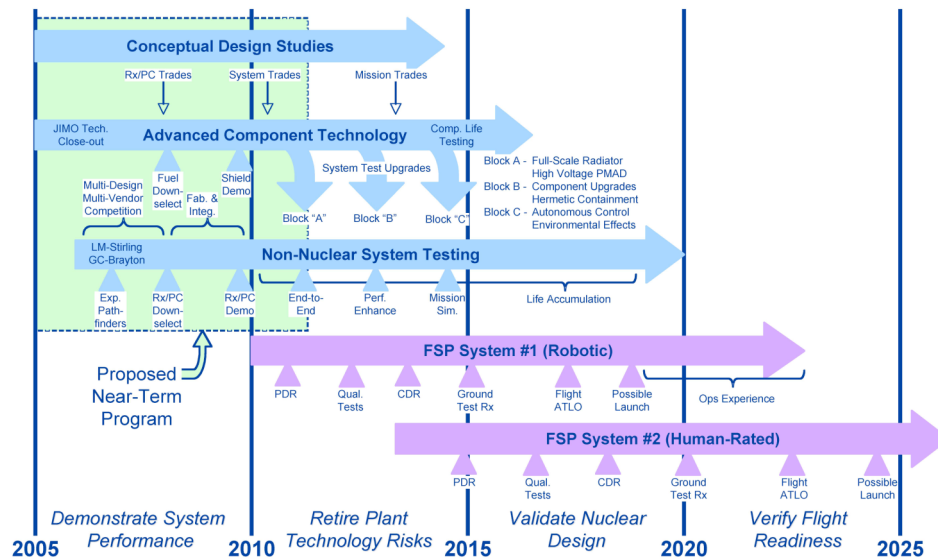 Conceptual Design Studies
Rx/PC Trades
System Trades
Mission Trades
JIMO Tech.
Close-out
Advanced Component Technology
Comp. Life
Testing
System Test Upgrades
Block A - Full-Scale Radiator
High Voltage PMAD
Block B - Component Upgrades
Hermetic Containment
Block C - Autonomous Control
Environmental Effects
Multi-Design
Multi-Vendor
Competition
Fuel
Down-
select
Fab. &
Integ.
Shield
Demo
Block "A"
Block "B"
Block "C"
LM-Stirling
GC-Brayton
Non-Nuclear System Testing
Exp.
Path-
finders
Rx/PC
Down-
select
Rx/PC
Demo
End-to-
End
Perf.
Enhance
Mission
Sim.
Life Accumulation
Proposed
Near-Term
Program
FSP System #1 (Robotic)
PDR
Qual.
Tests
CDR
Ground
Test Rx
Flight
ATLO
Possible
Launch
Ops Experience
FSP System #2 (Human-Rated)
PDR
Qual.
Tests
CDR
Ground
Test Rx
Flight
ATLO
Possible
Launch
Demonstrate System
Performance
Retire Plant
Technology Risks
Validate Nuclear
Design
Verify Flight
Readiness
2005
2010
2015
2020
2025